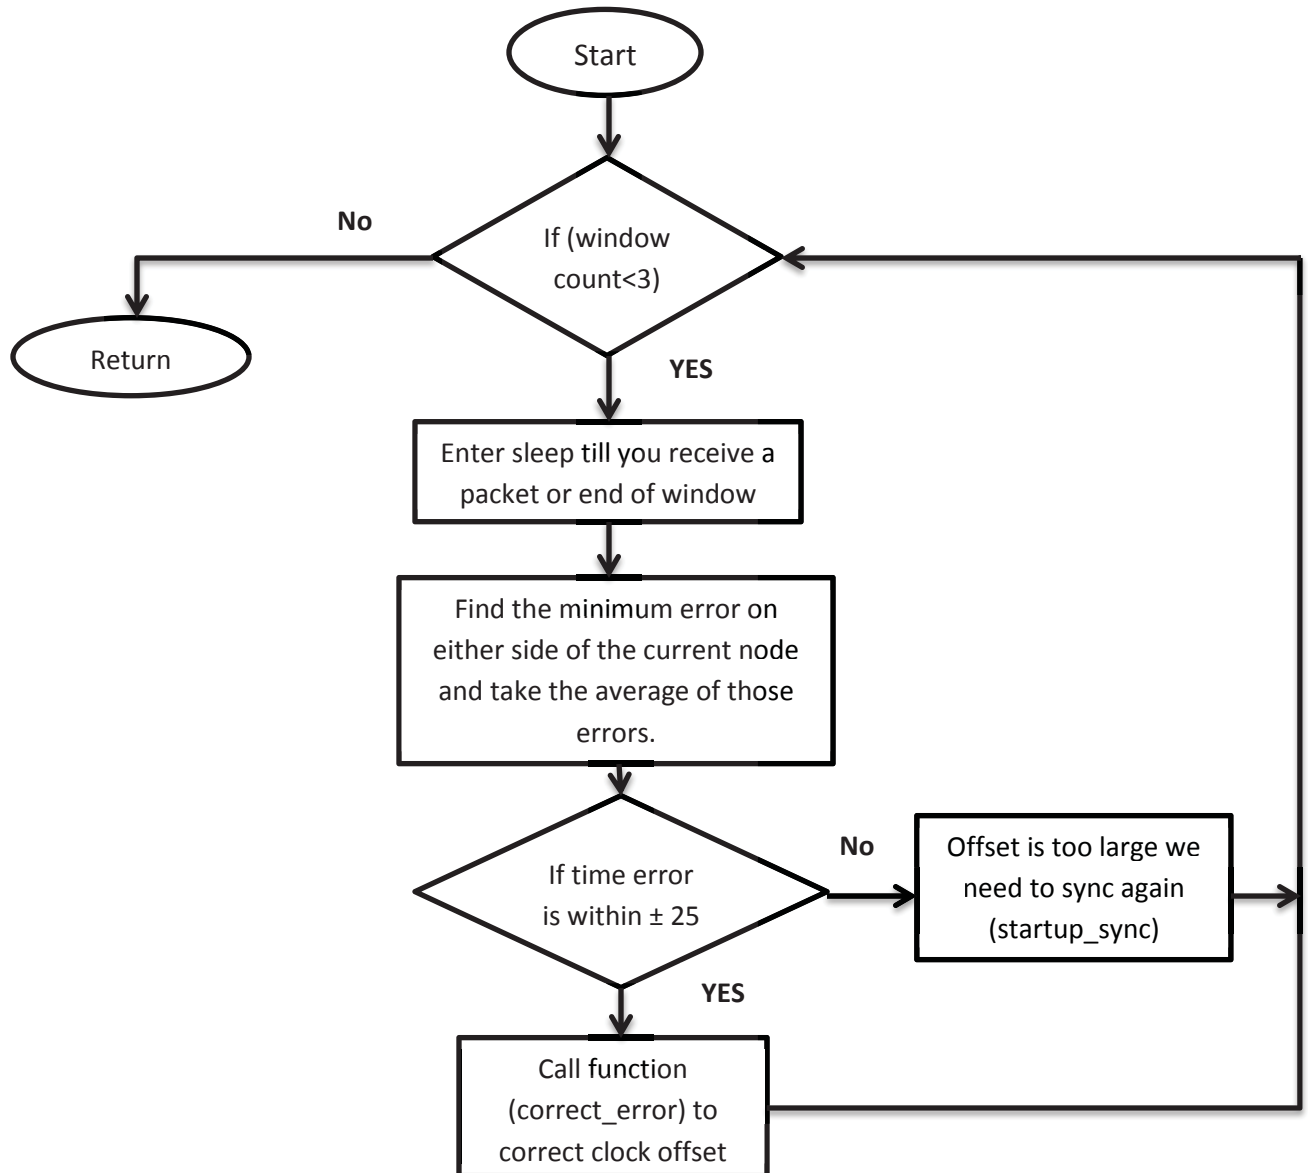 Start
No
If (window
count<3)
Return
YES
Enter sleep till you receive a
packet or end of window
Find the minimum error on
either side of the current node
and take the average of those
errors.
If time error
is within ± 25
No
Offset is too large we
need to sync again
(startup_sync)
YES
Call function
(correct_error) to
correct clock offset